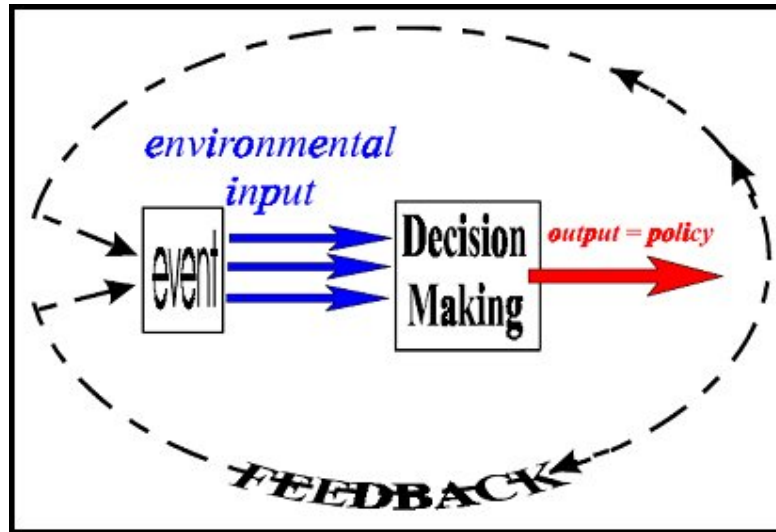 environmental
input
event
Decision
Making
output = policy
FEEDBACK